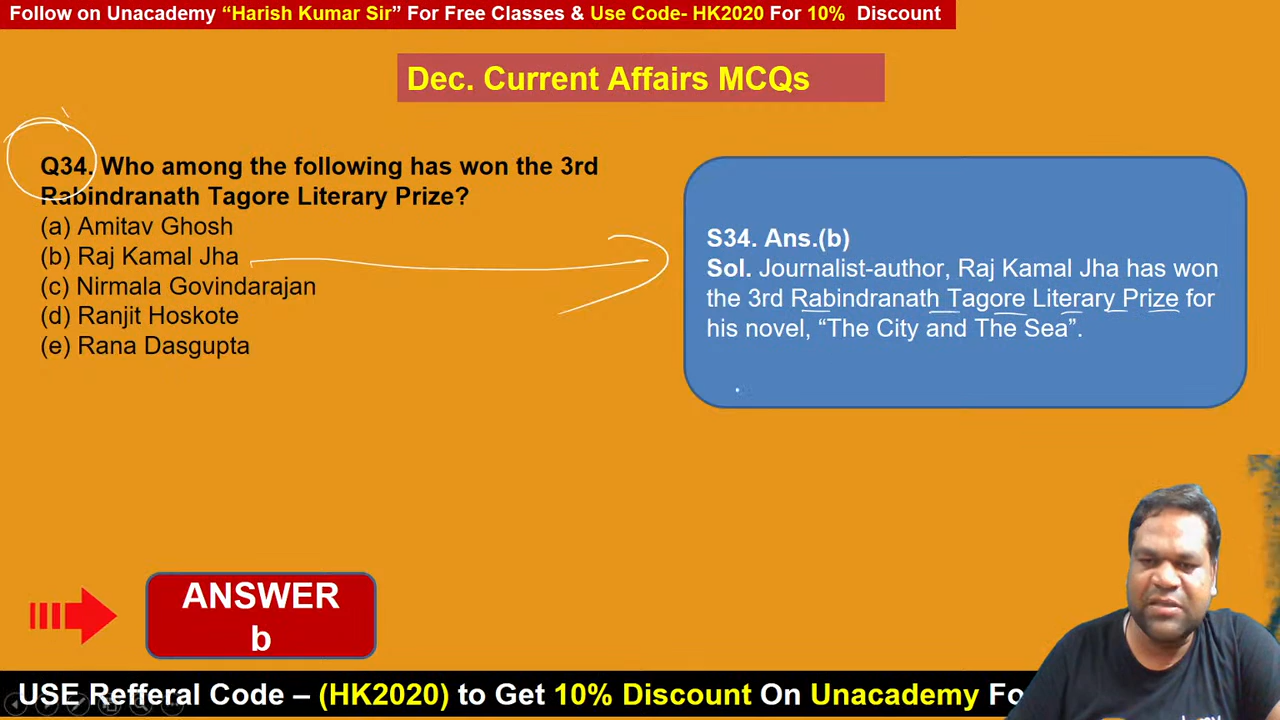 Follow on Unacademy “Harish Kumar Sir” For Free Classes & Use Code- HK2020 For 10% Discount
Dec. Current Affairs MCQs
Q34. Who among the following has won the 3rd
Rabindranath Tagore Literary Prize?
(a) Amitav Ghosh
(b) Raj Kamal Jha
(c) Nirmala Govindarajan
(d) Ranjit Hoskote
(e) Rana Dasgupta
S34. Ans.(b)
Sol. Journalist-author, Raj Kamal Jha has won
the 3rd Rabindranath Tagore Literary Prize for
his novel, “The City and The Sea”.
ANSWER
b
USE Refferal Code – (HK2020) to Get 10% Discount On Unacademy Fo